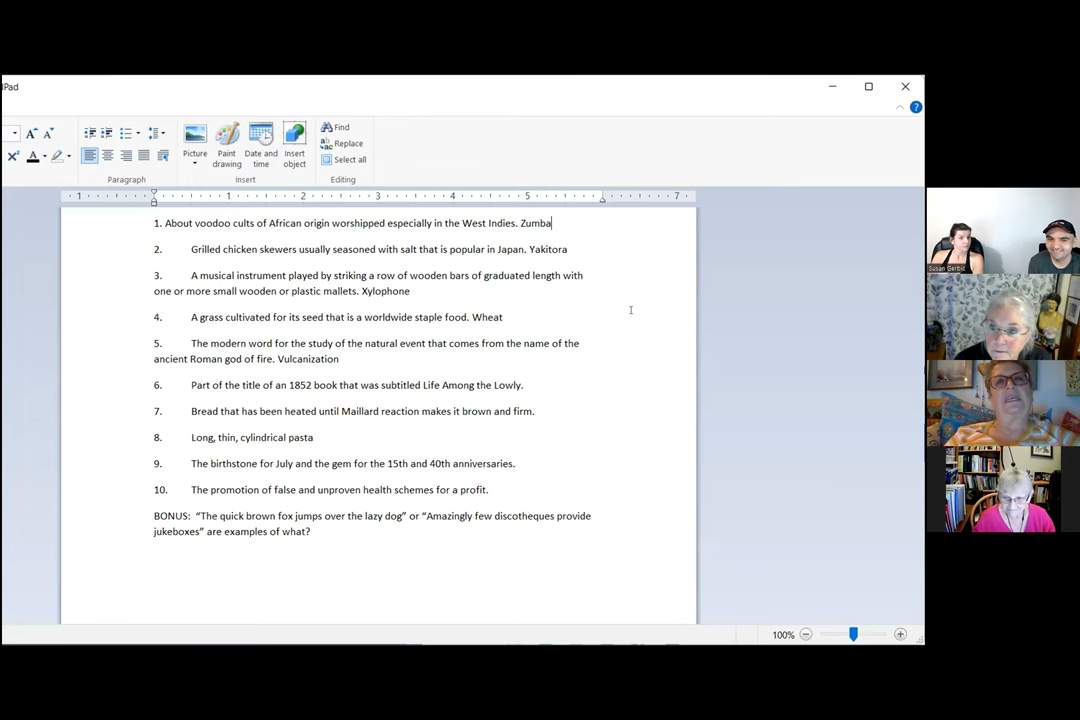 lPad
Find
Replace
Select all
Picture
Paint drawing
Date and time
Insert object
Paragraph
Insert
Editing
1 1 2 3 4 5 7
1. About voodoo cults of African origin worshipped especially in the West Indies. Zumba
2. Grilled chicken skewers usually seasoned with salt that is popular in Japan. Yakitora
3. A musical instrument played by striking a row of wooden bars of graduated length with
one or more small wooden or plastic mallets. Xylophone
4. A grass cultivated for its seed that is a worldwide staple food. Wheat
5. The modern word for the study of the natural event that comes from the name of the
ancient Roman god of fire. Vulcanization
6. Part of the title of an 1852 book that was subtitled Life Among the Lowly.
7. Bread that has been heated until Maillard reaction makes it brown and firm.
8. Long, thin, cylindrical pasta
9. The birthstone for July and the gem for the 15th and 40th anniversaries.
10. The promotion of false and unproven health schemes for a profit.
BONUS: “The quick brown fox jumps over the lazy dog” or “Amazingly few discotheques provide
jukeboxes” are examples of what?
100%
Susan Gerbic